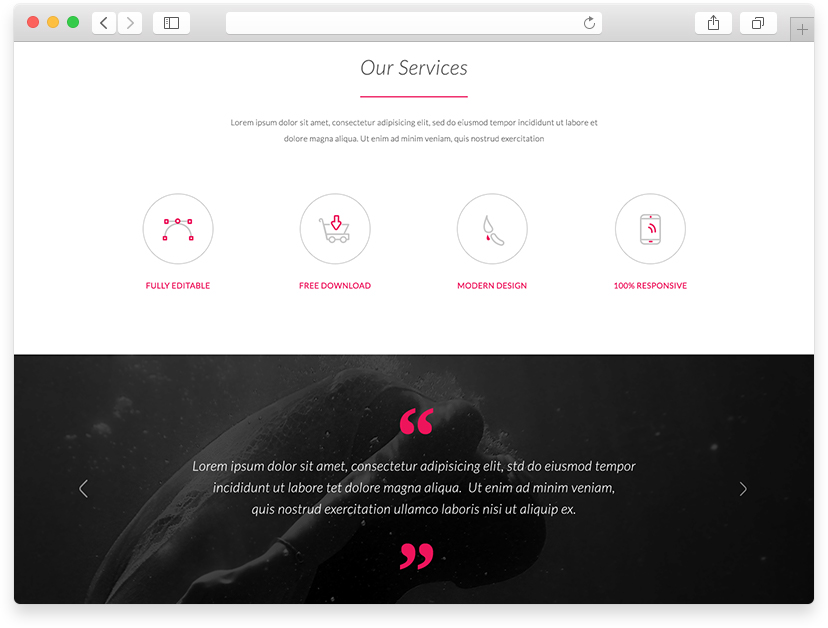 Our Services
Lorem ipsum dolor sit amet, consectetur adipisicing elit, sed do eiusmod tempor incididunt ut labore et
dolore magna aliqua. Ut enim ad minim veniam, quis nostrud exercitation
FULLY EDITABLE
FREE DOWNLOAD
MODERN DESIGN
100% RESPONSIVE
“
Lorem ipsum dolor sit amet, consectetur adipisicing elit, std do eiusmod tempor
incididunt ut labore tet dolore magna aliqua.  Ut enim ad minim veniam,
quis nostrud exercitation ullamco laboris nisi ut aliquip ex.
”